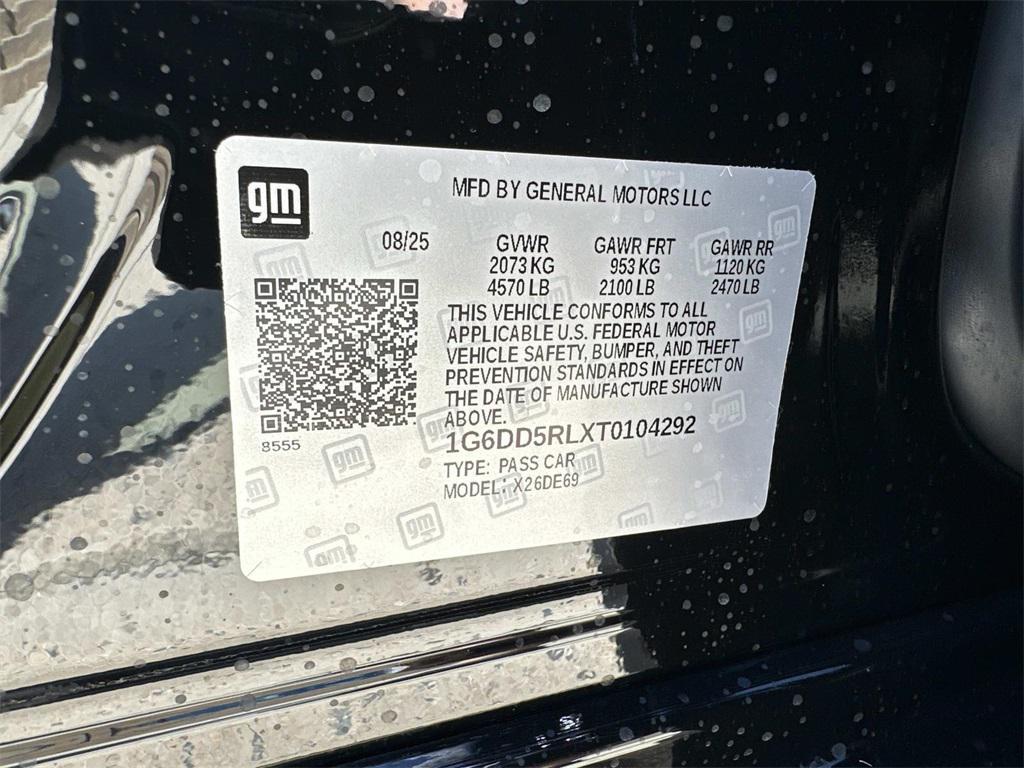 gm
MFD BY GENERAL MOTORS LLC
08/25 GVWR GAWR FRT GAWR RR
2073 KG 953 KG 1120 KG
4570 LB 2100 LB 2470 LB
THIS VEHICLE CONFORMS TO ALL
APPLICABLE U.S. FEDERAL MOTOR
VEHICLE SAFETY, BUMPER, AND THEFT
PREVENTION STANDARDS IN EFFECT ON
THE DATE OF MANUFACTURE SHOWN
ABOVE.
8555
1G6DD5RLXT0104292
TYPE: PASS CAR
MODEL: X26DE69